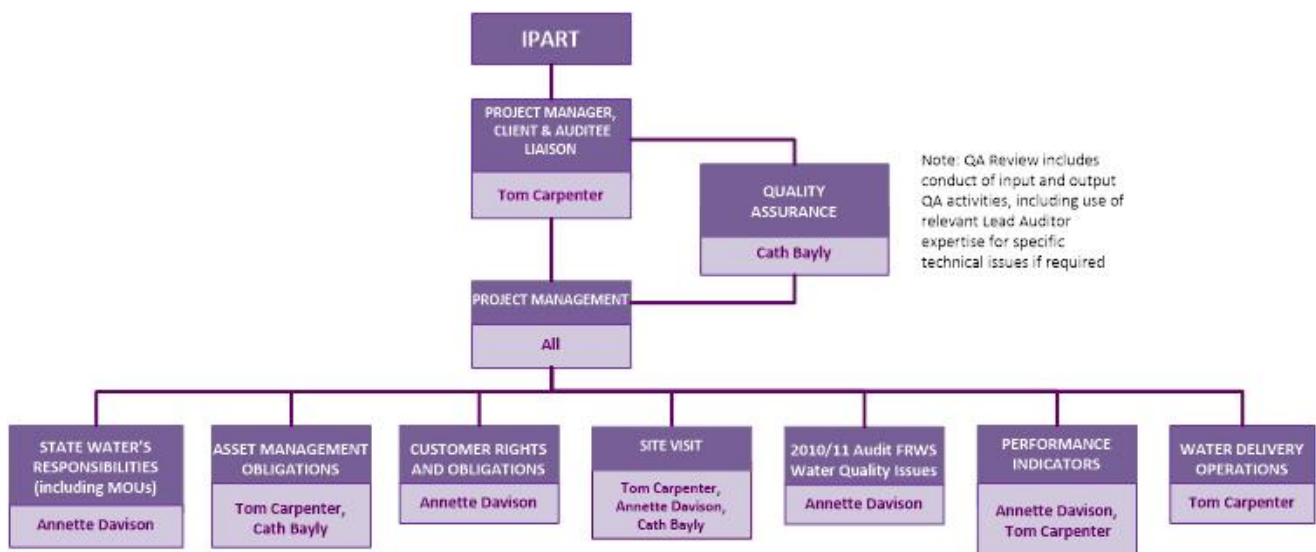 IPART
PROJECT MANAGER,
CLIENT & AUDITEE
LIAISON
Tom Carpenter
QUALITY
ASSURANCE
Cath Bayly
Note: QA Review includes
conduct of input and output
QA activities, including use of
relevant Lead Auditor
expertise for specific
technical issues if required
PROJECT MANAGEMENT
All
STATE WATER'S
RESPONSIBILITIES
(including MOUs)
Annette Davison
ASSET MANAGEMENT
OBLIGATIONS
Tom Carpenter,
Cath Bayly
CUSTOMER RIGHTS
AND OBLIGATIONS
Annette Davison
SITE VISIT
Tom Carpenter,
Annette Davison,
Cath Bayly
2010/11 Audit FRWS
Water Quality Issues
Annette Davison
PERFORMANCE
INDICATORS
Annette Davison,
Tom Carpenter
WATER DELIVERY
OPERATIONS
Tom Carpenter